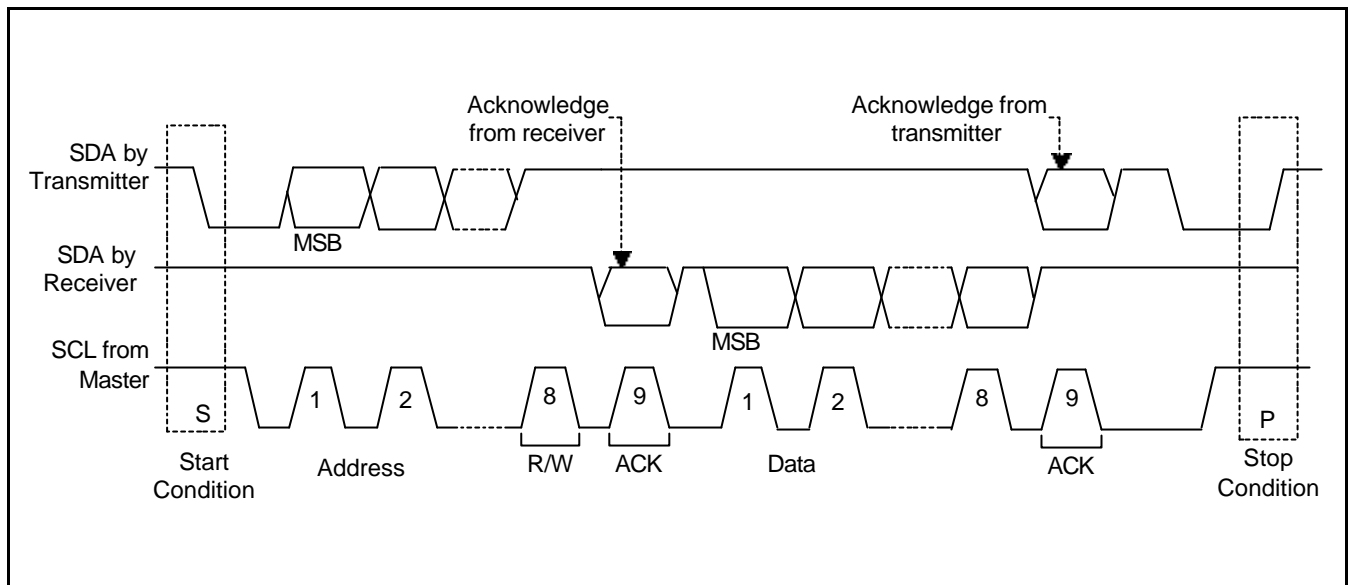 Acknowledge
from receiver
Acknowledge from
transmitter
SDA by
Transmitter
MSB
SDA by
Receiver
MSB
SCL from
Master
S
1
2
8
9
1
2
8
9
P
Start
Condition
Address
R/W
ACK
Data
ACK
Stop
Condition